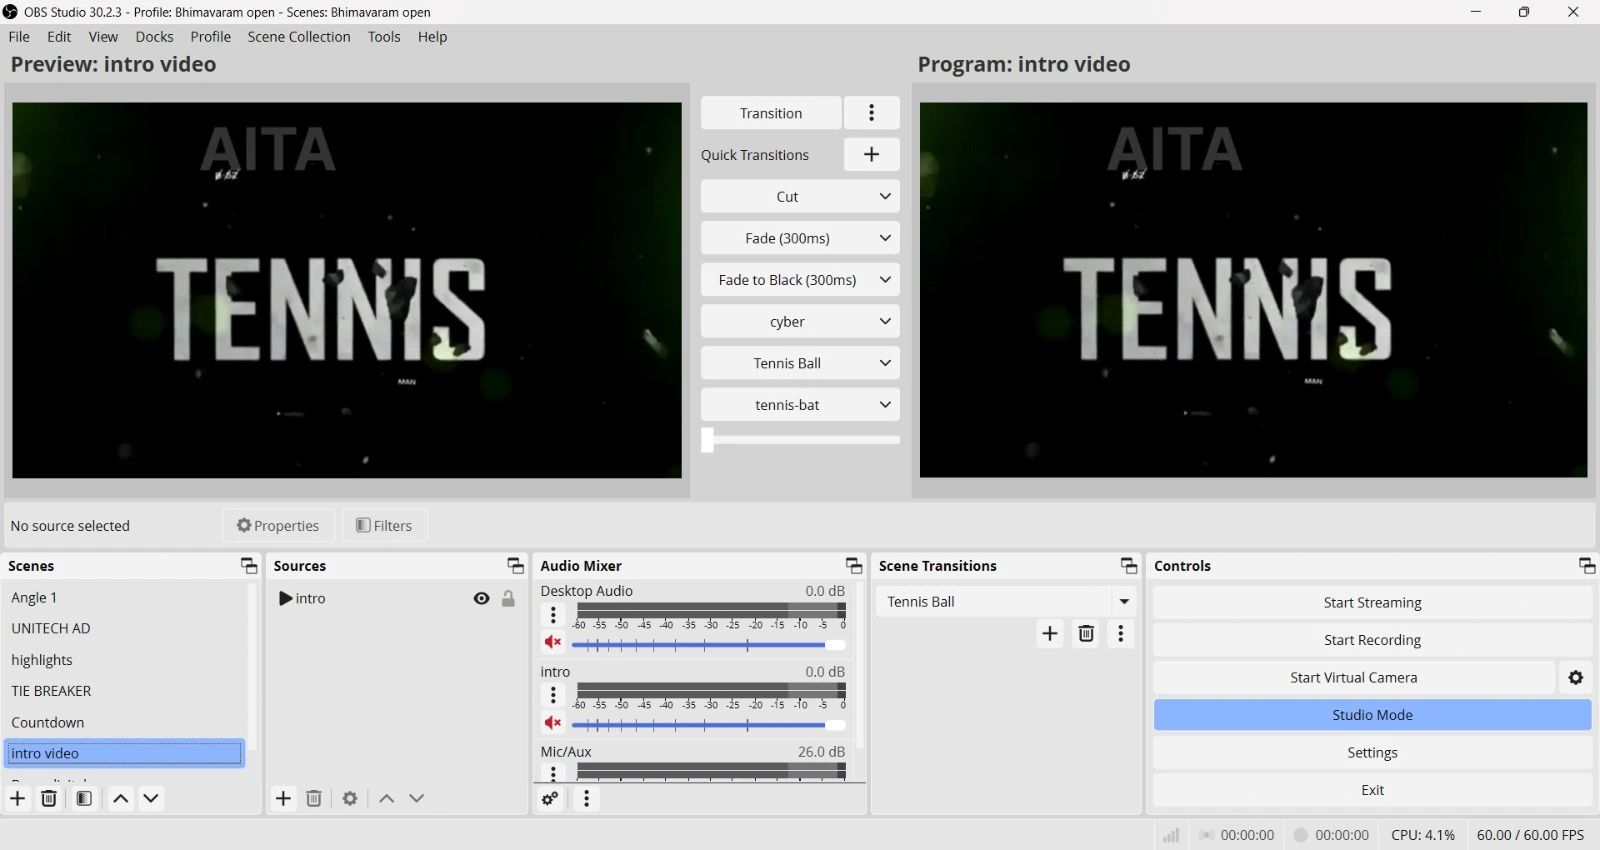 OBS Studio 30.2.3 - Profile: Bhimavaram open - Scenes: Bhimavaram open
File Edit View Docks Profile Scene Collection Tools Help
Preview: intro video
Program: intro video
AITA
TENNIS
MAN
Transition
Quick Transitions
Cut
Fade (300ms)
Fade to Black (300ms)
cyber
Tennis Ball
tennis-bat
AITA
TENNIS
MAN
No source selected
Properties
Filters
Scenes
Angle 1
UNITECH AD
highlights
TIE BREAKER
Countdown
intro video
Sources
intro
Audio Mixer
Desktop Audio 0.0 dB
-60 -55 -50 -45 -40 -35 -30 -25 -20 -15 -10 -5 0
intro 0.0 dB
-60 -55 -50 -45 -40 -35 -30 -25 -20 -15 -10 -5 0
Mic/Aux 26.0 dB
Scene Transitions
Tennis Ball
Controls
Start Streaming
Start Recording
Start Virtual Camera
Studio Mode
Settings
Exit
00:00:00 00:00:00 CPU: 4.1% 60.00 / 60.00 FPS